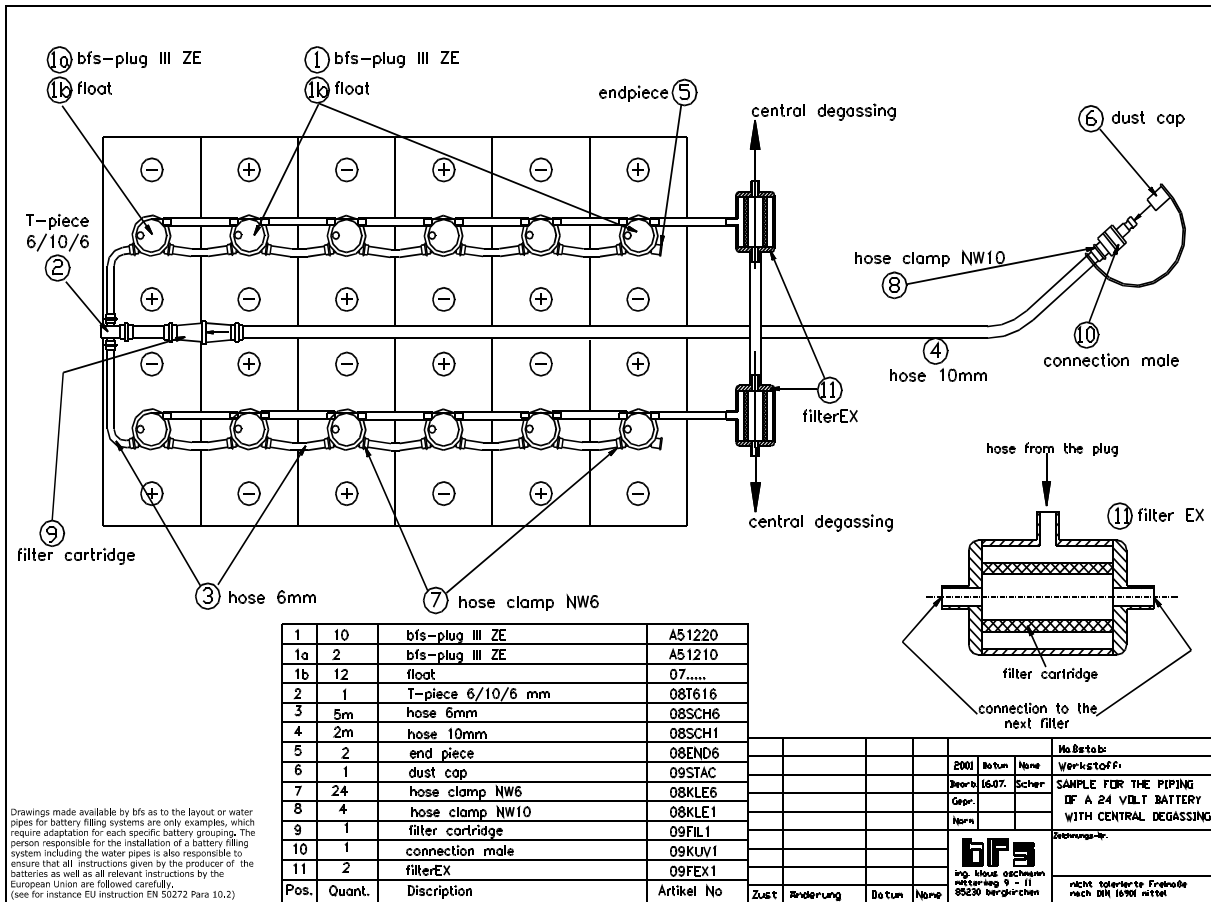 1a bfs-plug III ZE
1b float
1 bfs-plug III ZE
1b float
endpiece 5
central degassing
6 dust cap
T-piece
6/10/6
2
− + − + − +
+ − + − + −
− + − + − +
+ − + − + −
hose clamp NW10
8
10
connection male
4
hose 10mm
11
filterEX
central degassing
9
filter cartridge
3 hose 6mm
7 hose clamp NW6
hose from the plug
11 filter EX
filter cartridge
connection to the
next filter
1 10 bfs-plug III ZE A51220
1a 2 bfs-plug III ZE A51210
1b 12 float 07.....
2 1 T-piece 6/10/6 mm 08T616
3 5m hose 6mm 08SCH6
4 2m hose 10mm 08SCH1
5 2 end piece 08END6
6 1 dust cap 09STAC
7 24 hose clamp NW6 08KLE6
8 4 hose clamp NW10 08KLE1
9 1 filter cartridge 09FIL1
10 1 connection male 09KUV1
11 2 filterEX 09FEX1
Pos. Quant. Discription Artikel No
Drawings made available by bfs as to the layout or water
pipes for battery filling systems are only examples, which
require adaptation for each specific battery grouping. The
person responsible for the installation of a battery filling
system including the water pipes is also responsible to
ensure that all instructions given by the producer of the
batteries as well as all relevant instructions by the
European Union are followed carefully.
(see for instance EU instruction EN 50272 Para 10.2)
Zust Änderung Datum Name
2001 Datum Name
Bearb. 16.07. Scher
Gepr.
Norm
Maßstab:
Werkstoff:
SAMPLE FOR THE PIPING
OF A 24 VOLT BATTERY
WITH CENTRAL DEGASSING
Zeichnungs-Nr.
bfs
ing. klaus oschmann
mitterweg 9 - 11
85230 bergkirchen
nicht tolerierte Freimaße
nach DIN 16901 mittel